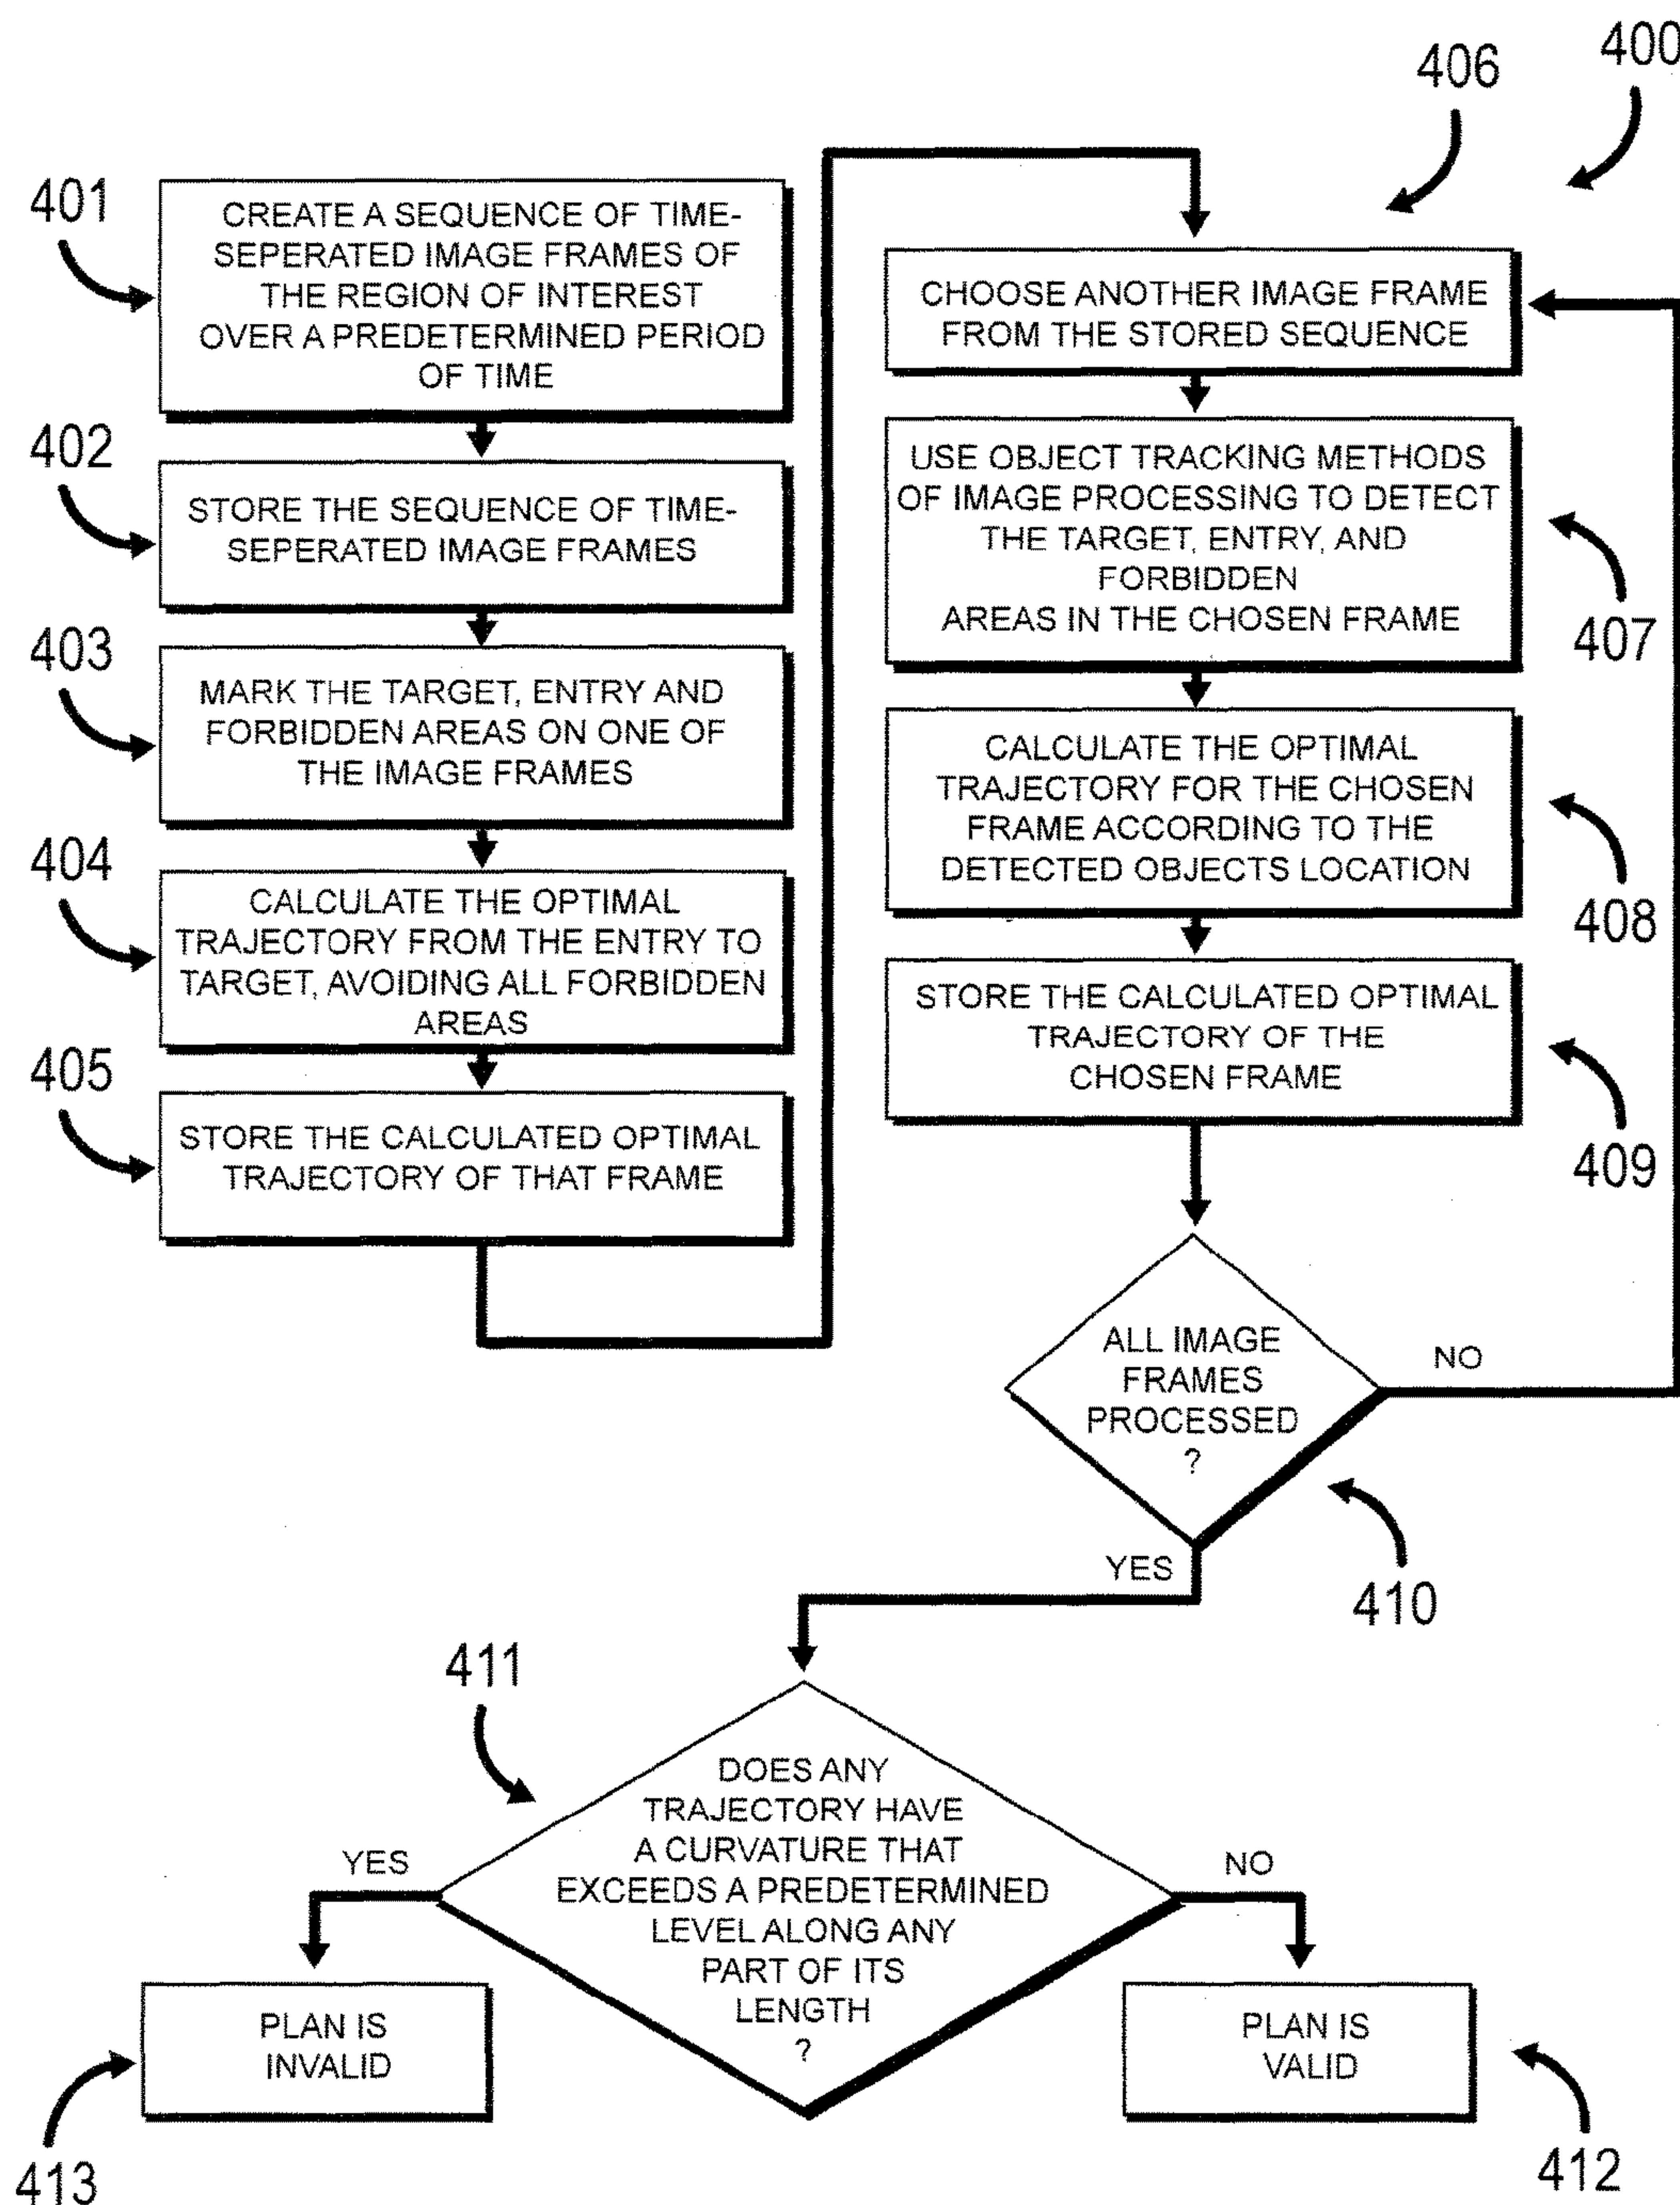 400
406
401
CREATE A SEQUENCE OF TIME-
SEPERATED IMAGE FRAMES OF
THE REGION OF INTEREST
OVER A PREDETERMINED PERIOD
OF TIME
402
STORE THE SEQUENCE OF TIME-
SEPERATED IMAGE FRAMES
403
MARK THE TARGET, ENTRY AND
FORBIDDEN AREAS ON ONE OF
THE IMAGE FRAMES
404
CALCULATE THE OPTIMAL
TRAJECTORY FROM THE ENTRY TO
TARGET, AVOIDING ALL FORBIDDEN
AREAS
405
STORE THE CALCULATED OPTIMAL
TRAJECTORY OF THAT FRAME
CHOOSE ANOTHER IMAGE FRAME
FROM THE STORED SEQUENCE
USE OBJECT TRACKING METHODS
OF IMAGE PROCESSING TO DETECT
THE TARGET, ENTRY, AND
FORBIDDEN
AREAS IN THE CHOSEN FRAME
407
CALCULATE THE OPTIMAL
TRAJECTORY FOR THE CHOSEN
FRAME ACCORDING TO THE
DETECTED OBJECTS LOCATION
408
STORE THE CALCULATED OPTIMAL
TRAJECTORY OF THE
CHOSEN FRAME
409
ALL IMAGE
FRAMES
PROCESSED
?
NO
YES
410
411
DOES ANY
TRAJECTORY HAVE
A CURVATURE THAT
EXCEEDS A PREDETERMINED
LEVEL ALONG ANY
PART OF ITS
LENGTH
?
YES
NO
PLAN IS
INVALID
413
PLAN IS
VALID
412